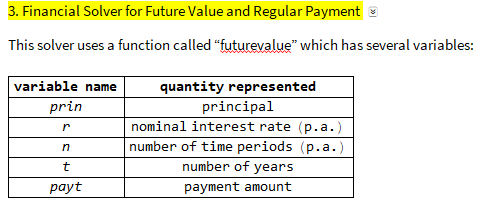 3. Financial Solver for Future Value and Regular Payment
This solver uses a function called “futurevalue” which has several variables:
variable name quantity represented
prin principal
r nominal interest rate (p.a.)
n number of time periods (p.a.)
t number of years
payt payment amount